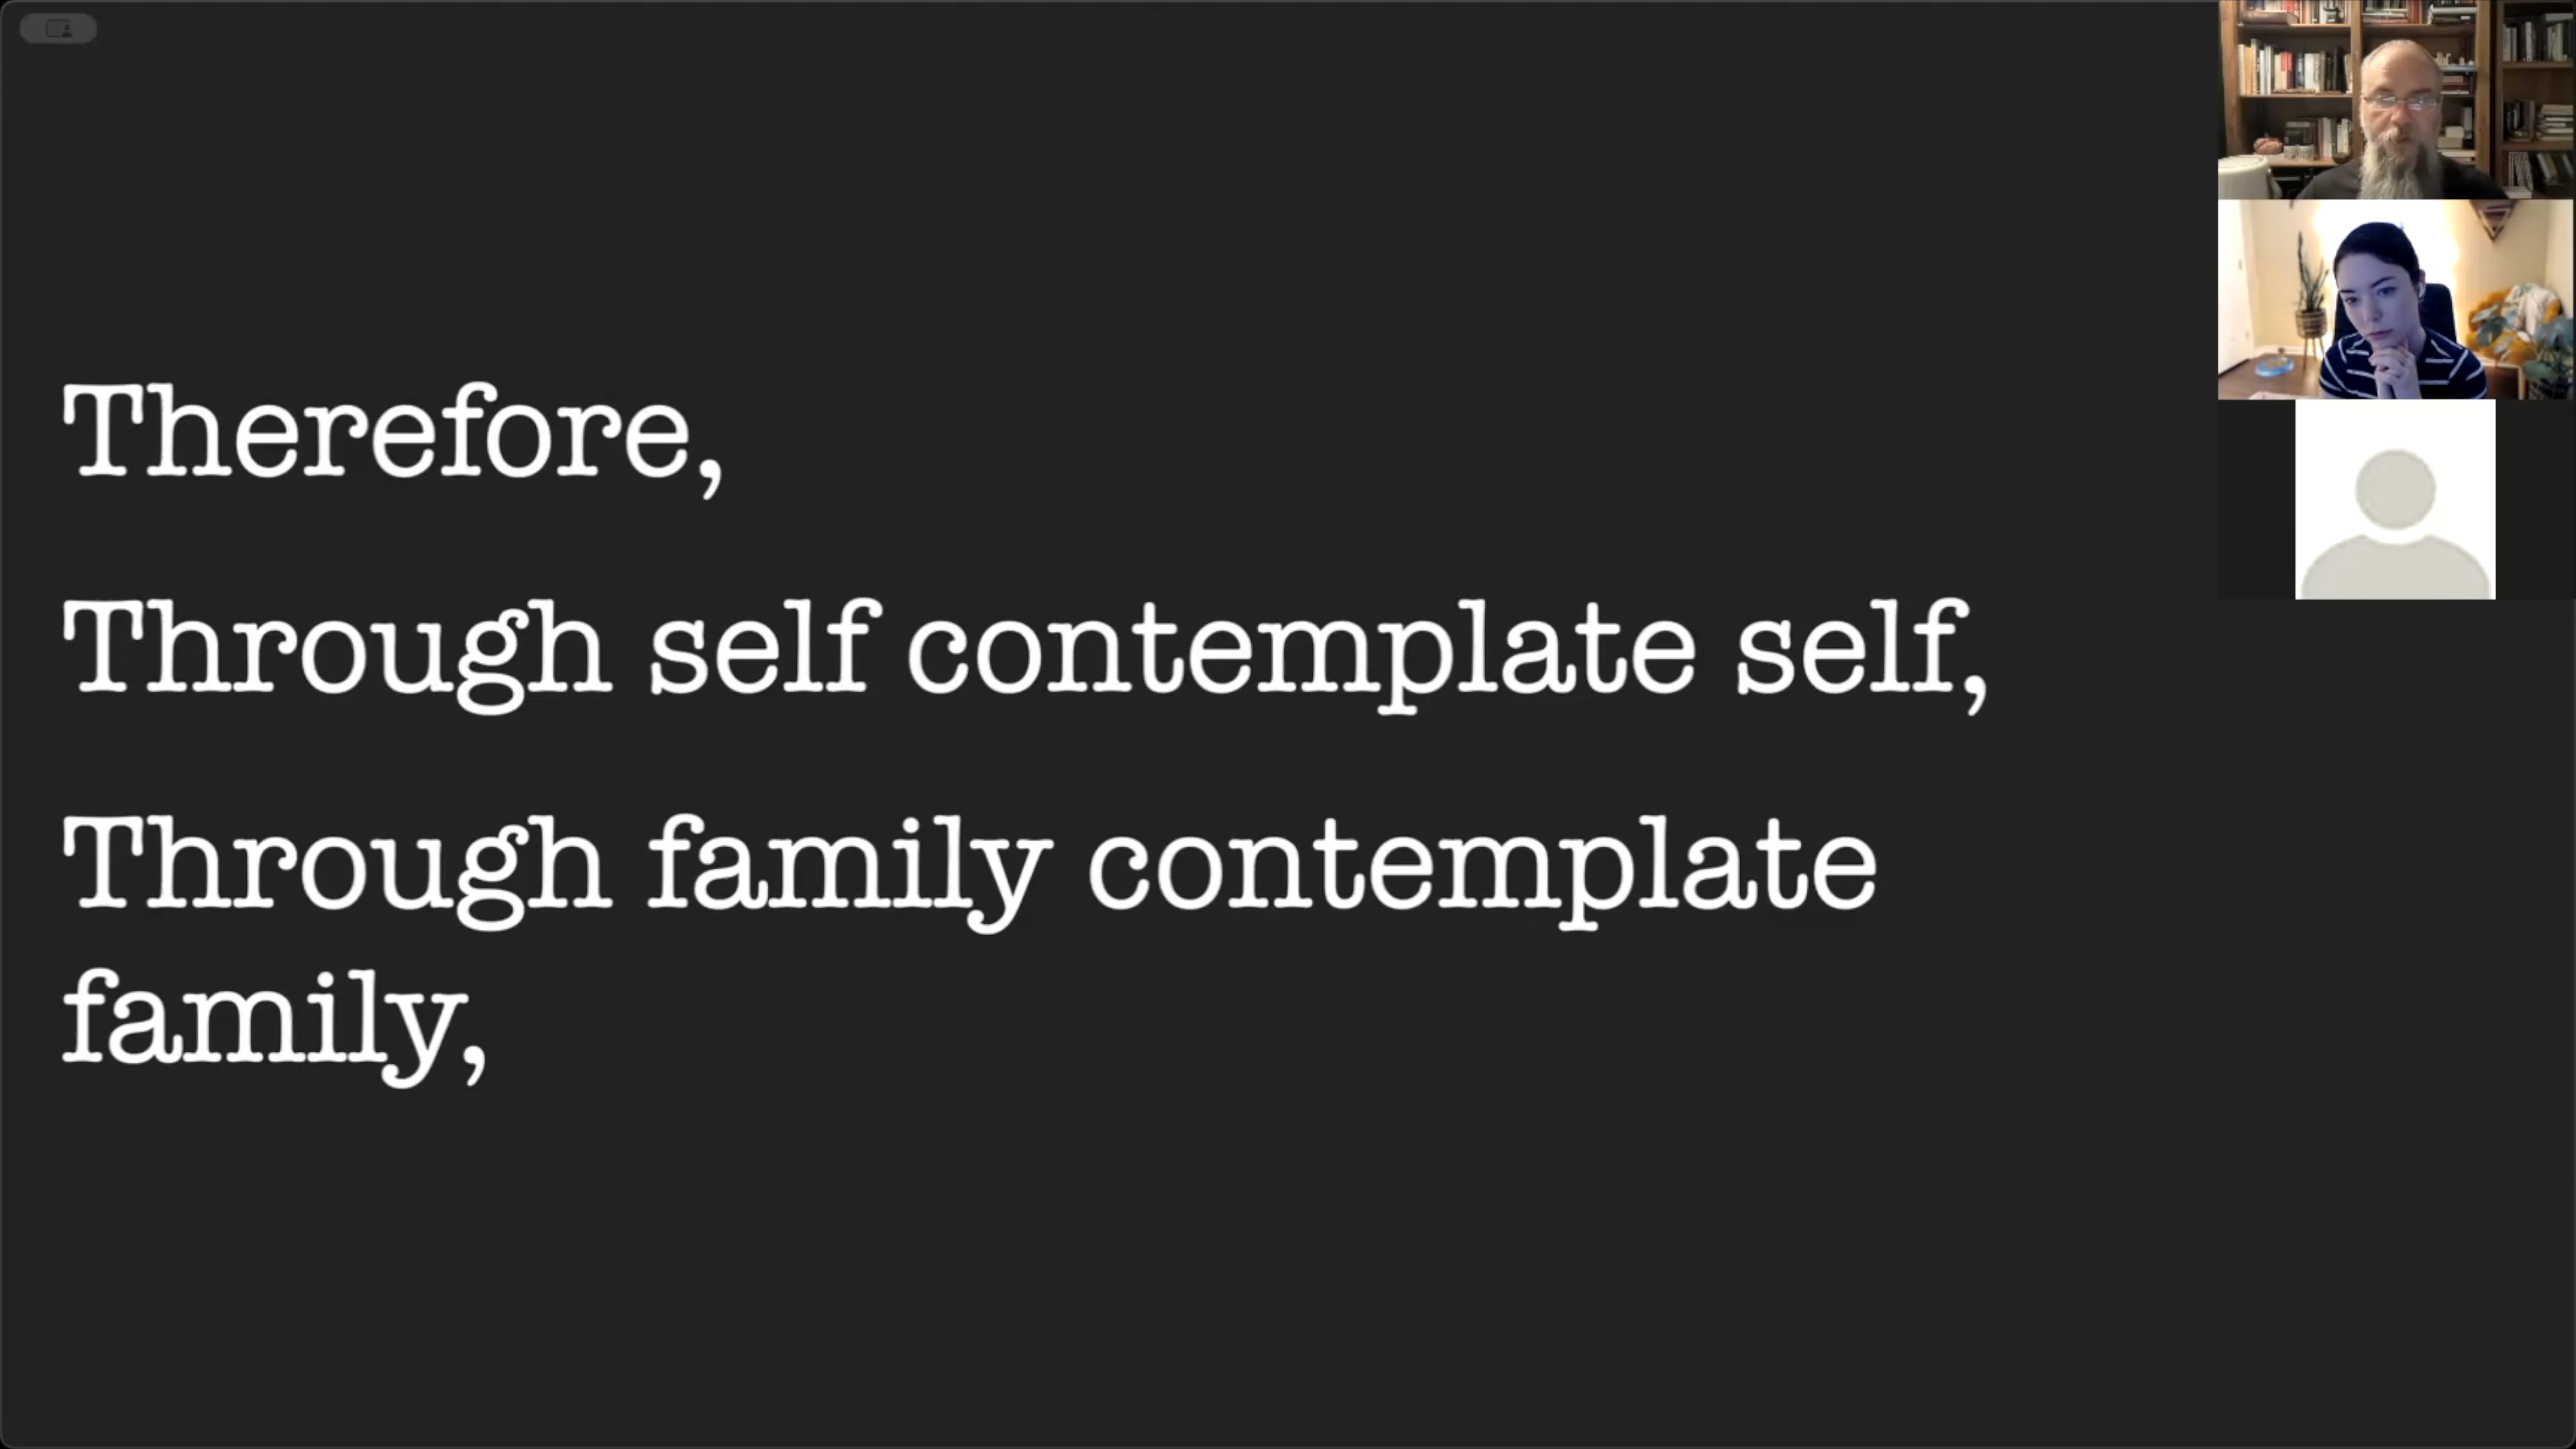 Therefore,
Through self contemplate self,
Through family contemplate
family,